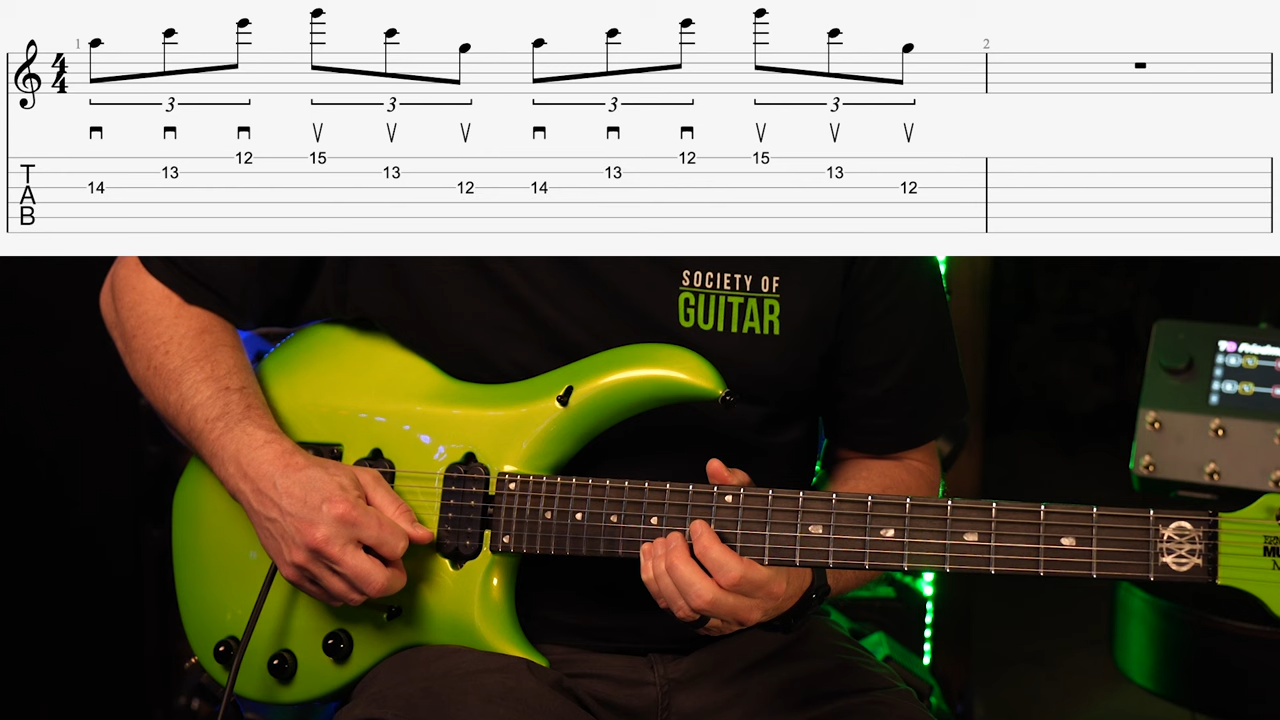 1
2
4
4
3 3 3 3
12 15 12 15
T 13 13 13 13
A 14 12 14 12
B
SOCIETY OF
GUITAR